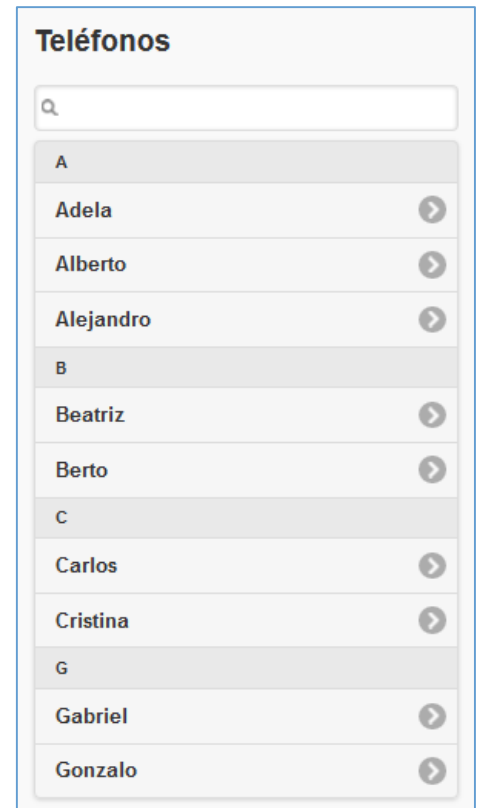 Teléfonos
A
Adela
Alberto
Alejandro
B
Beatriz
Berto
C
Carlos
Cristina
G
Gabriel
Gonzalo